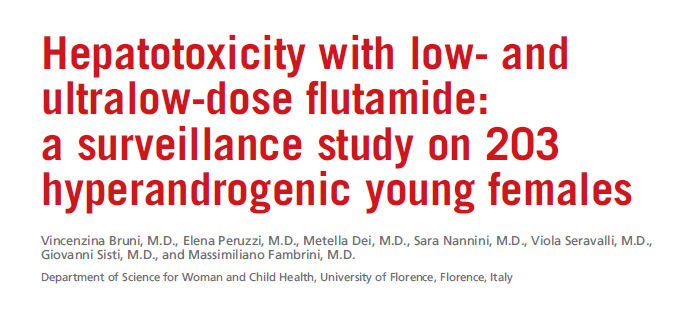 Hepatotoxicity with low- and
ultralow-dose flutamide:
a surveillance study on 203
hyperandrogenic young females
Vincenzina Bruni, M.D., Elena Peruzzi, M.D., Metella Dei, M.D., Sara Nannini, M.D., Viola Seravalli, M.D.,
Giovanni Sisti, M.D., and Massimiliano Fambrini, M.D.
Department of Science for Woman and Child Health, University of Florence, Florence, Italy